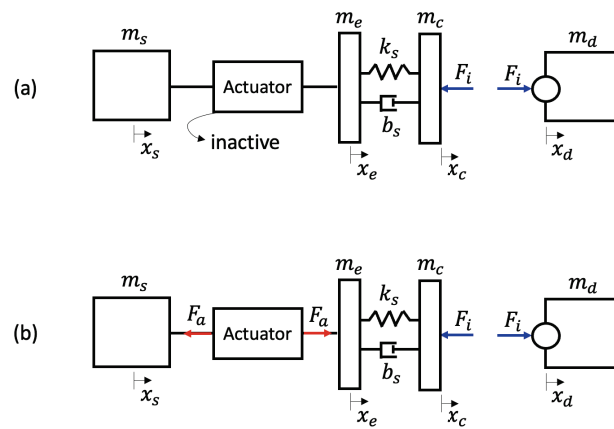 m_s
m_e m_c
m_d
k_s
(a)
Actuator
F_i F_i
b_s
inactive
x_s
x_e x_c
x_d
m_s
m_e m_c
m_d
k_s
(b)
F_a Actuator F_a
F_i F_i
b_s
x_s
x_e x_c
x_d